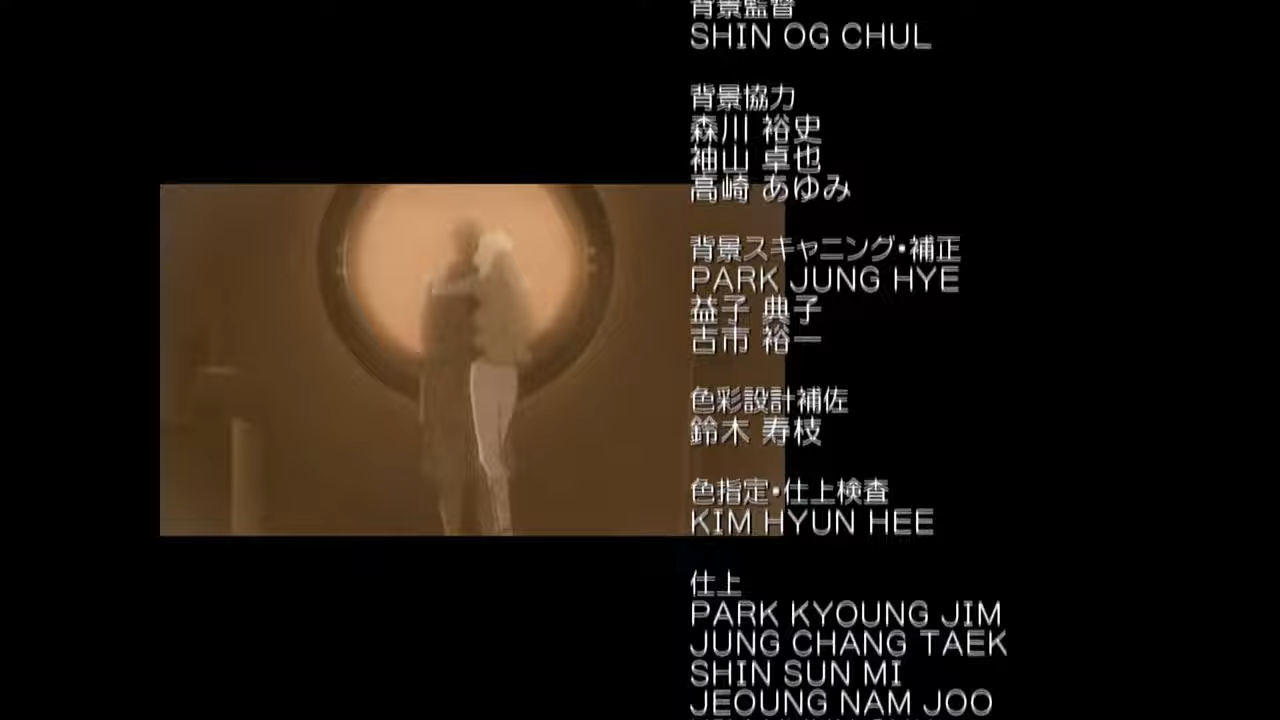 背景監督
SHIN OG CHUL
背景協力
森川 裕史
袖山 卓也
高崎 あゆみ
背景スキャニング・補正
PARK JUNG HYE
益子 典子
古市 裕一
色彩設計補佐
鈴木 寿枝
色指定・仕上検査
KIM HYUN HEE
仕上
PARK KYOUNG JIM
JUNG CHANG TAEK
SHIN SUN MI
JEOUNG NAM JOO